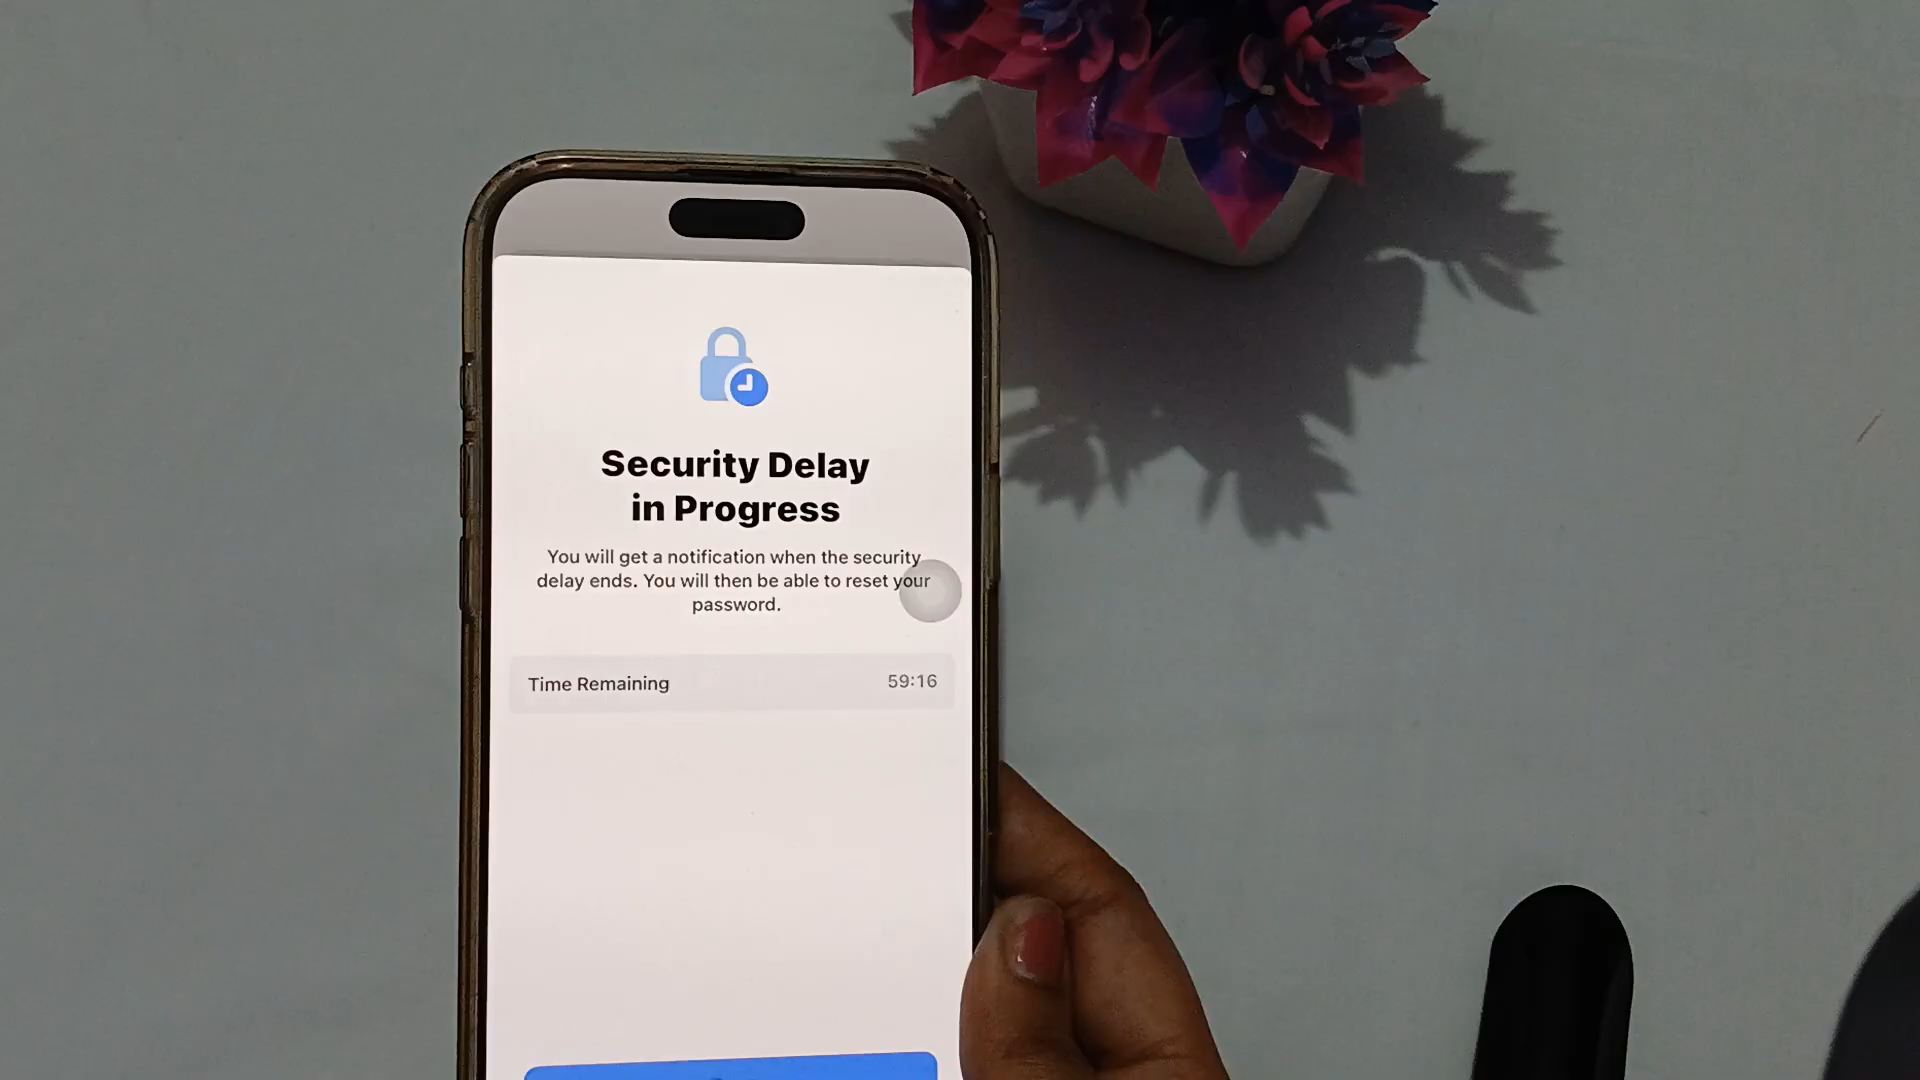 Security Delay
in Progress
You will get a notification when the security
delay ends. You will then be able to reset your
password.
Time Remaining 59:16